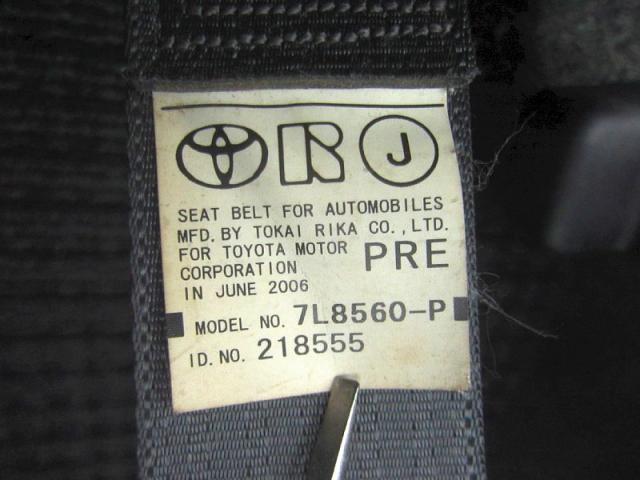 R J
SEAT BELT FOR AUTOMOBILES
MFD. BY TOKAI RIKA CO.,LTD.
FOR TOYOTA MOTOR
CORPORATION PRE
IN JUNE 2006
MODEL NO. 7L8560-P
ID. NO. 218555